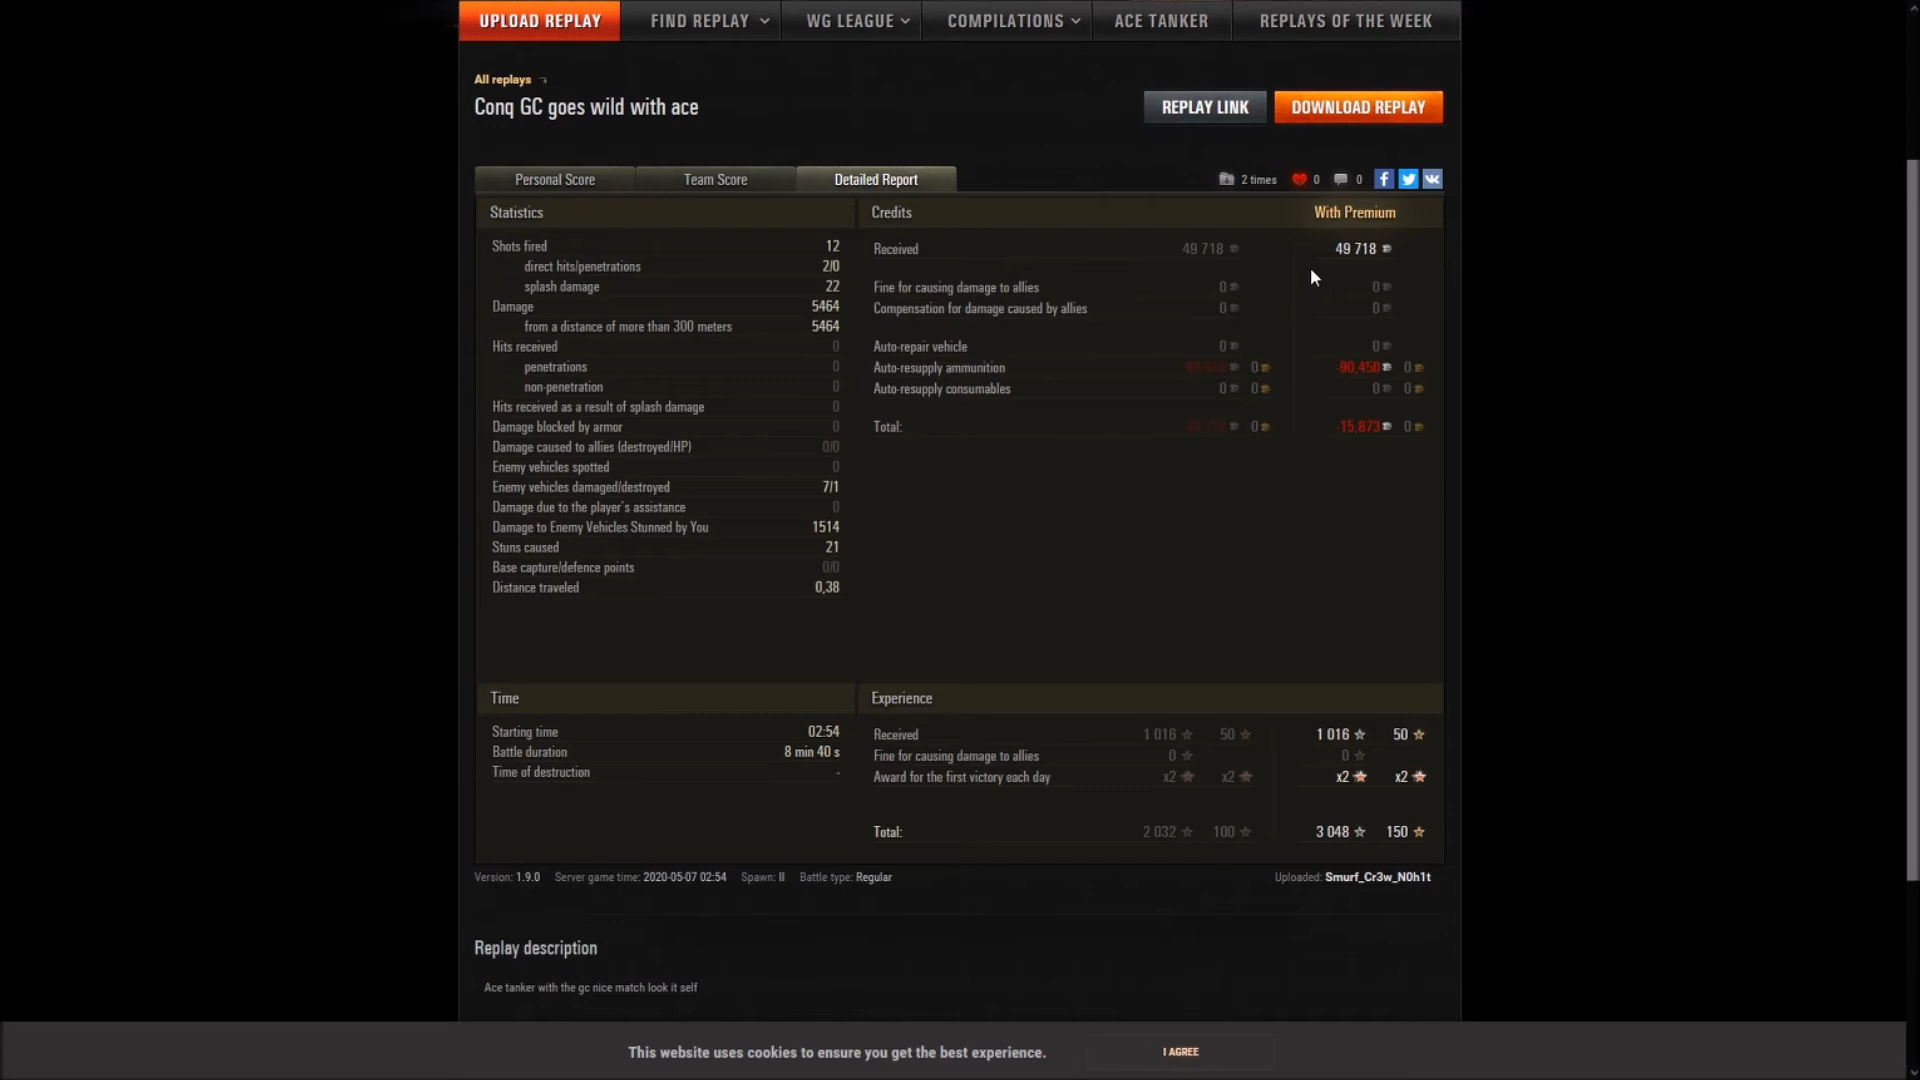 UPLOAD REPLAY FIND REPLAY WG LEAGUE COMPILATIONS ACE TANKER REPLAYS OF THE WEEK
All replays
Conq GC goes wild with ace
REPLAY LINK DOWNLOAD REPLAY
Personal Score Team Score Detailed Report 2 times 0 0
Statistics
Shots fired 12
direct hits/penetrations 2/0
splash damage 22
Damage 5464
from a distance of more than 300 meters 5464
Hits received 0
penetrations 0
non-penetration 0
Hits received as a result of splash damage 0
Damage blocked by armor 0
Damage caused to allies (destroyed/HP) 0/0
Enemy vehicles spotted 0
Enemy vehicles damaged/destroyed 7/1
Damage due to the player's assistance 0
Damage to Enemy Vehicles Stunned by You 1514
Stuns caused 21
Base capture/defence points 0/0
Distance traveled 0,38
Credits With Premium
Received 49 718 49 718
Fine for causing damage to allies 0 0
Compensation for damage caused by allies 0 0
Auto-repair vehicle 0 0
Auto-resupply ammunition 0 -90,450 0
Auto-resupply consumables 0 0 0 0
Total: 0 -15,873 0
Time
Starting time 02:54
Battle duration 8 min 40 s
Time of destruction -
Experience
Received 1 016 50 1 016 50
Fine for causing damage to allies 0 0
Award for the first victory each day x2 x2 x2 x2
Total: 2 032 100 3 048 150
Version: 1.9.0 Server game time: 2020-05-07 02:54 Spawn: II Battle type: Regular Uploaded: Smurf_Cr3w_N0h1t
Replay description
Ace tanker with the gc nice match look it self
This website uses cookies to ensure you get the best experience. I AGREE